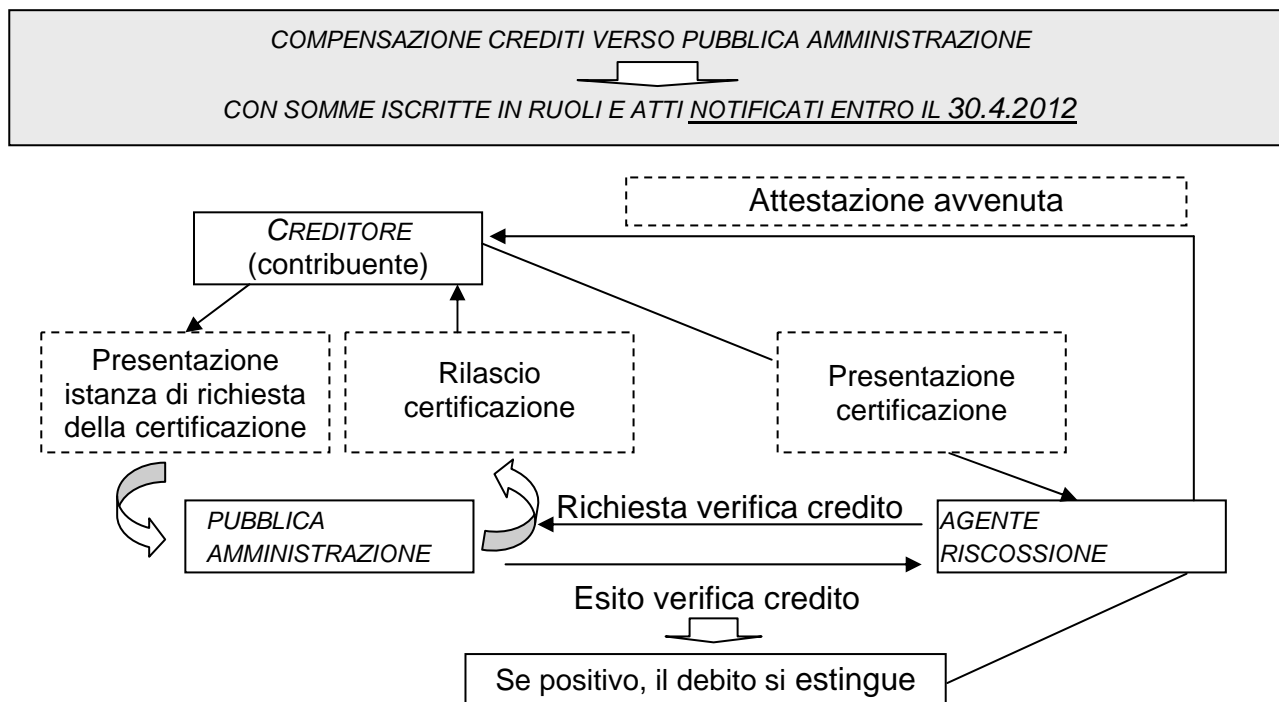 COMPENSAZIONE CREDITI VERSO PUBBLICA AMMINISTRAZIONE
CON SOMME ISCRITTE IN RUOLI E ATTI NOTIFICATI ENTRO IL 30.4.2012
Attestazione avvenuta
CREDITORE
(contribuente)
Presentazione
istanza di richiesta
della certificazione
Rilascio
certificazione
Presentazione
certificazione
PUBBLICA
AMMINISTRAZIONE
Richiesta verifica credito
AGENTE
RISCOSSIONE
Esito verifica credito
Se positivo, il debito si estingue